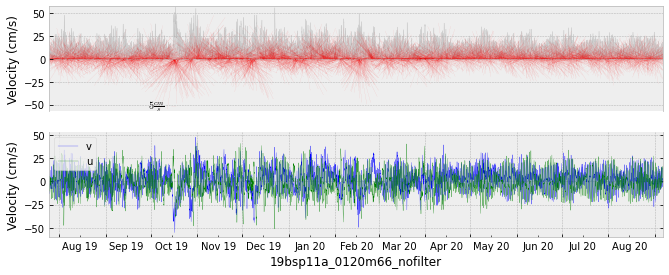 Velocity (cm/s)
50
25
0
−25
−50
5 cm/s
Velocity (cm/s)
50
25
0
−25
−50
v
u
Aug 19 Sep 19 Oct 19 Nov 19 Dec 19 Jan 20 Feb 20 Mar 20 Apr 20 May 20 Jun 20 Jul 20 Aug 20
19bsp11a_0120m66_nofilter